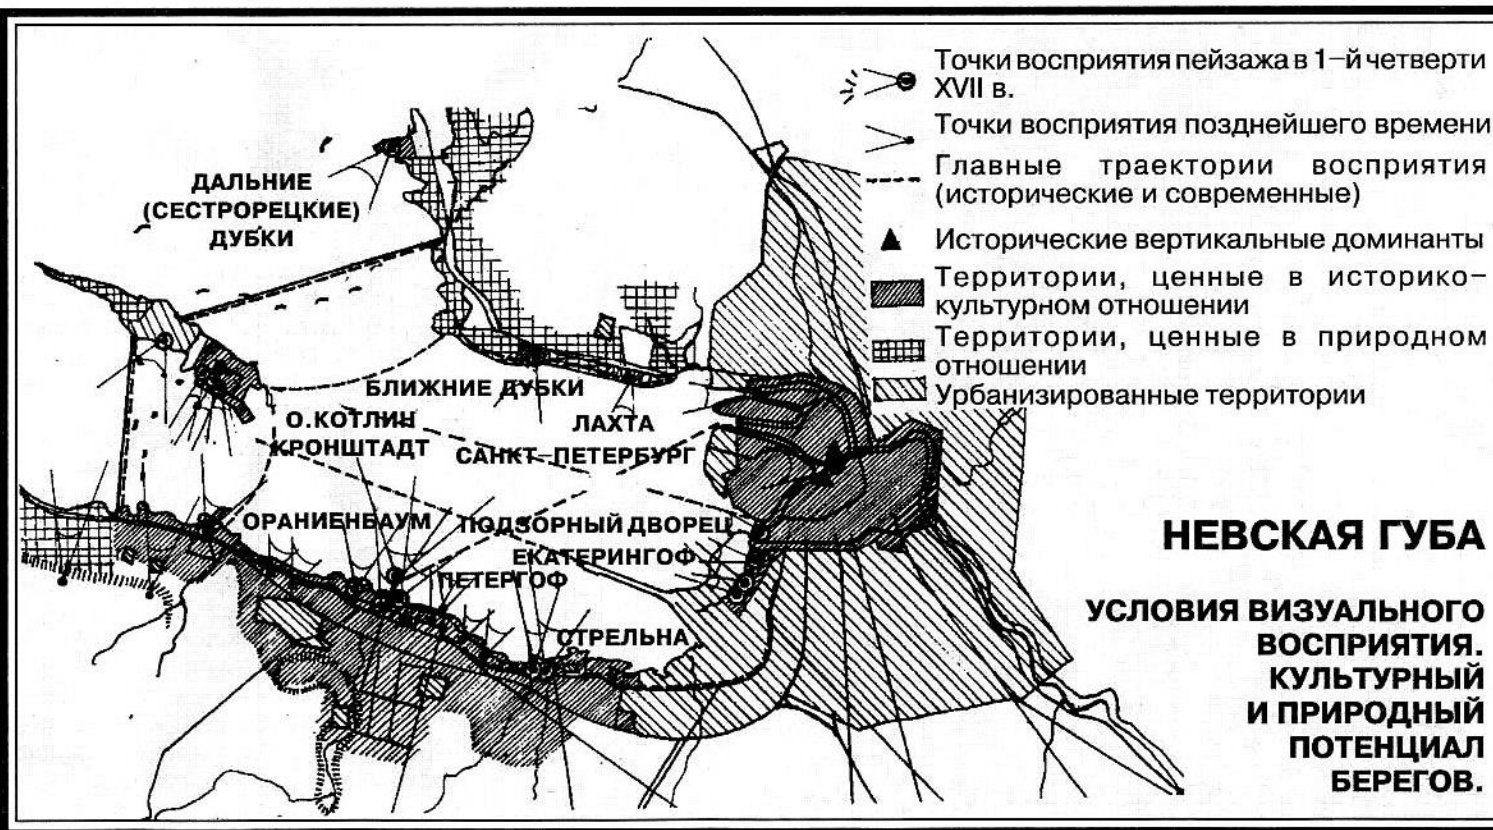 Точки восприятия пейзажа в 1–й четверти
XVII в.
Точки восприятия позднейшего времени
Главные траектории восприятия
(исторические и современные)
Исторические вертикальные доминанты
Территории, ценные в историко–
культурном отношении
Территории, ценные в природном
отношении
Урбанизированные территории
ДАЛЬНИЕ
(СЕСТРОРЕЦКИЕ)
ДУБКИ
БЛИЖНИЕ ДУБКИ
О.КОТЛИН
КРОНШТАДТ
ЛАХТА
САНКТ–ПЕТЕРБУРГ
ОРАНИЕНБАУМ
ПОДЗОРНЫЙ ДВОРЕЦ
ЕКАТЕРИНГОФ
ПЕТЕРГОФ
СТРЕЛЬНА
НЕВСКАЯ ГУБА
УСЛОВИЯ ВИЗУАЛЬНОГО
ВОСПРИЯТИЯ.
КУЛЬТУРНЫЙ
И ПРИРОДНЫЙ
ПОТЕНЦИАЛ
БЕРЕГОВ.